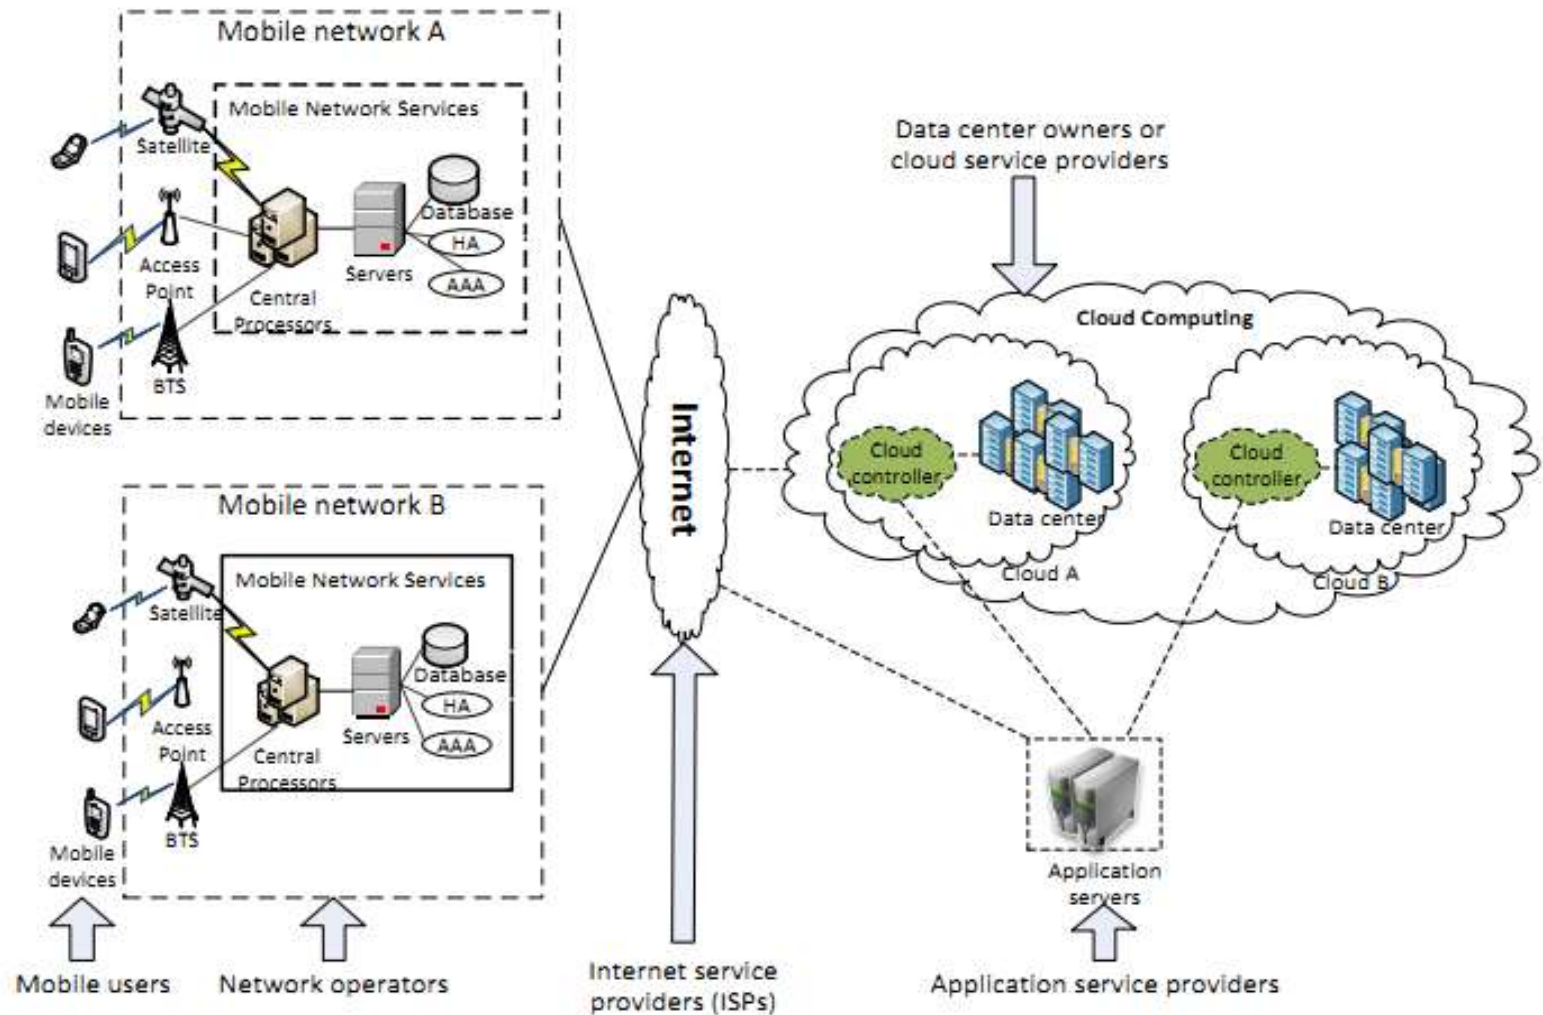 Mobile network A
Mobile Network Services
Satellite
Database
HA
AAA
Access
Point
Servers
Central
Processors
BTS
Mobile
devices
Mobile network B
Mobile Network Services
Satellite
Database
HA
AAA
Access
Point
Servers
Central
Processors
BTS
Mobile
devices
Mobile users
Network operators
Internet
Internet service
providers (ISPs)
Data center owners or
cloud service providers
Cloud Computing
Cloud
controller
Data center
Cloud A
Cloud
controller
Data center
Cloud B
Application
servers
Application service providers